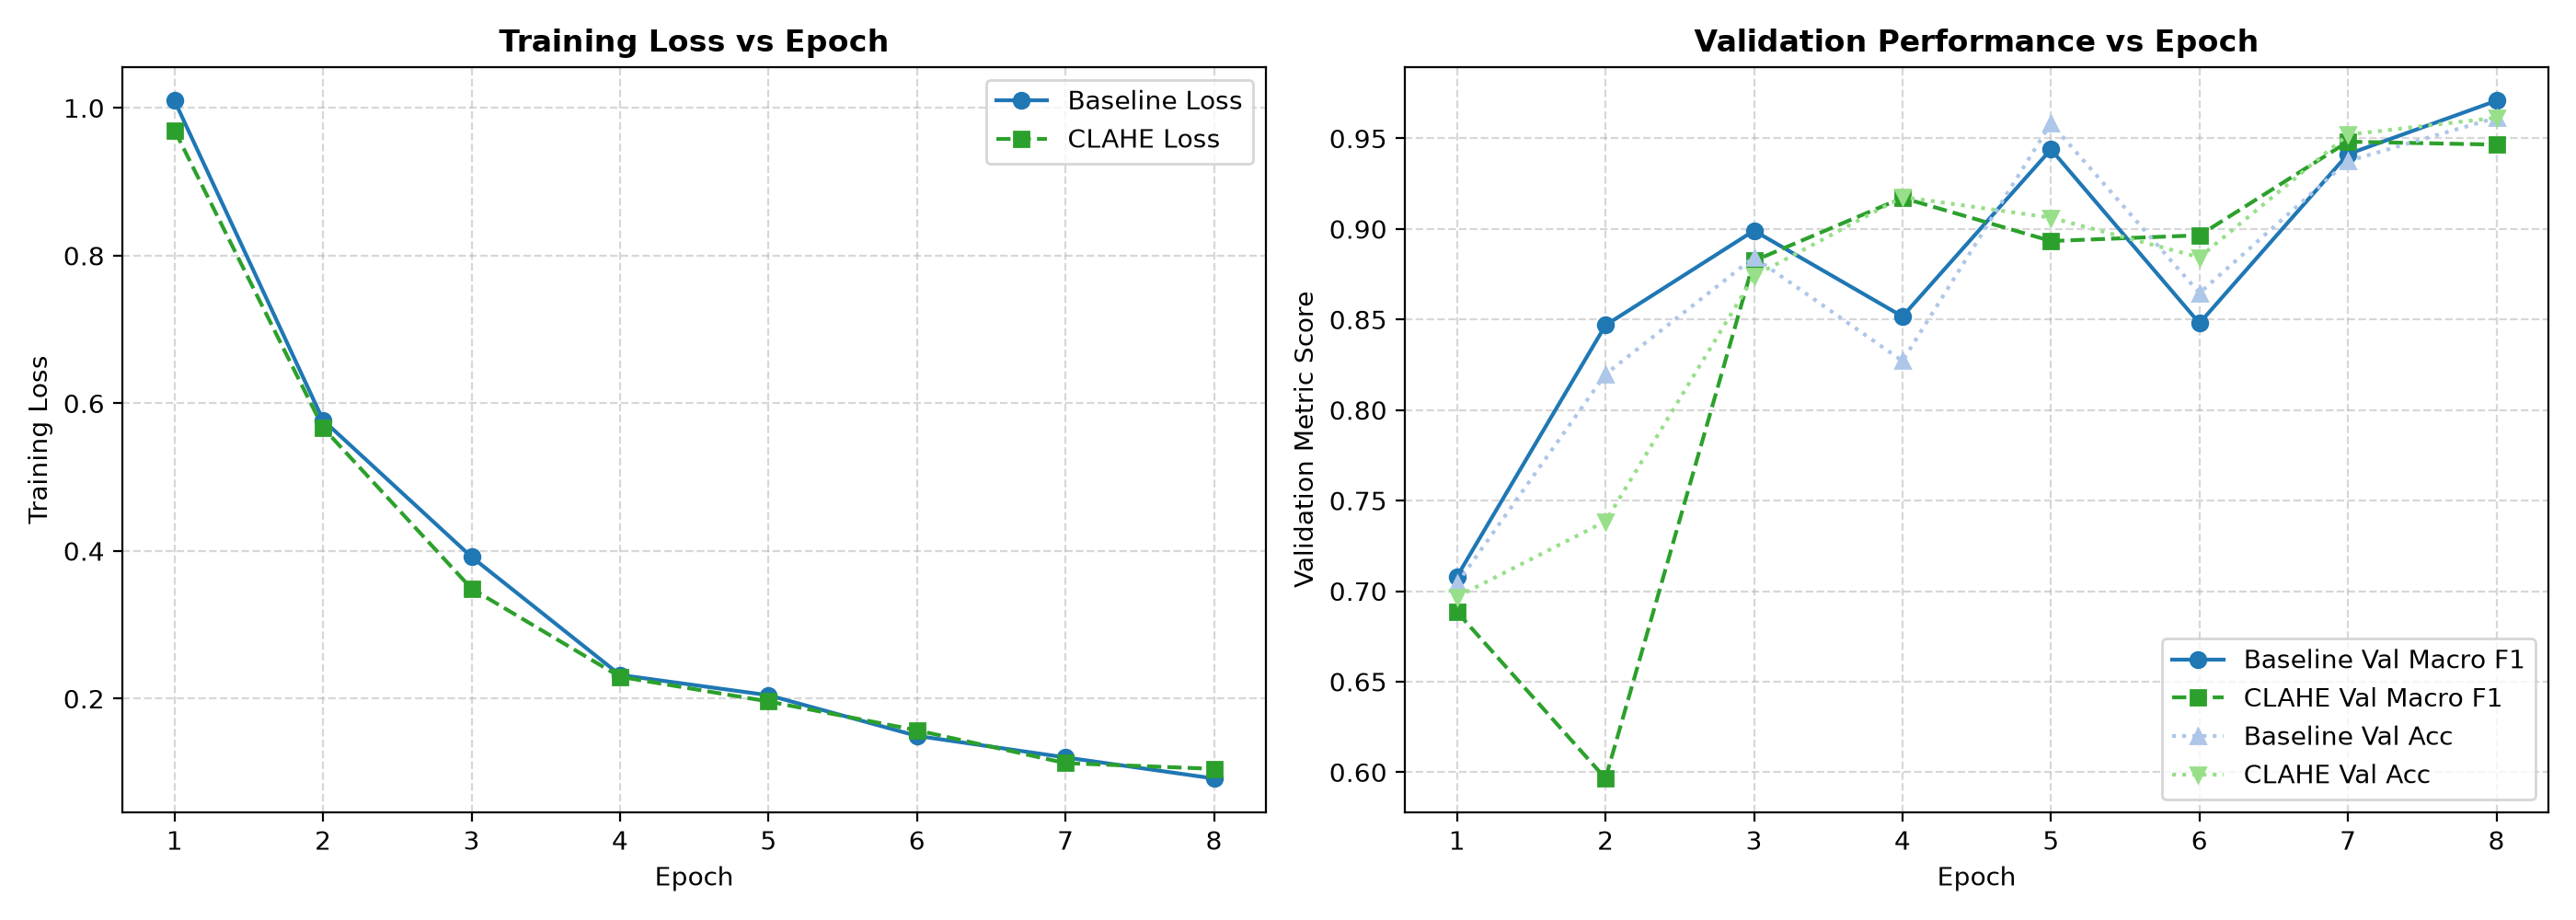 Training Loss vs Epoch
Training Loss
1.0
0.8
0.6
0.4
0.2
1 2 3 4 5 6 7 8
Epoch
Baseline Loss
CLAHE Loss
Validation Performance vs Epoch
Validation Metric Score
0.95
0.90
0.85
0.80
0.75
0.70
0.65
0.60
1 2 3 4 5 6 7 8
Epoch
Baseline Val Macro F1
CLAHE Val Macro F1
Baseline Val Acc
CLAHE Val Acc